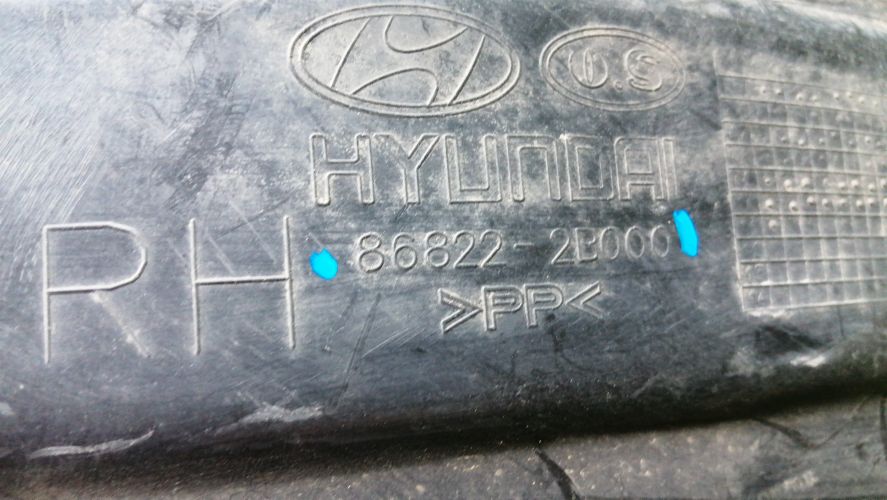 U.S
HYUNDAI
RH
86822-2B000
>PP<